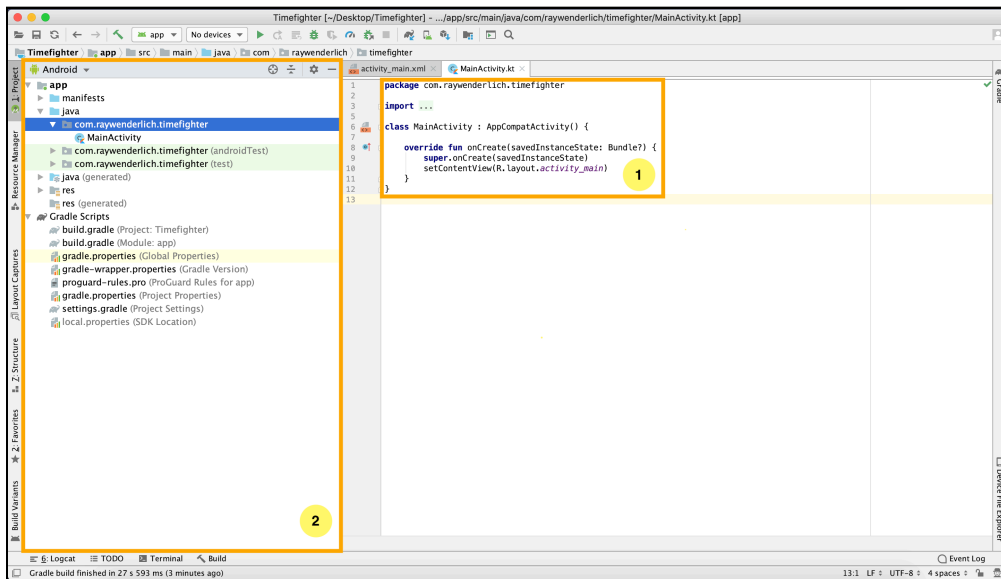 Timefighter [~/Desktop/Timefighter] - .../app/src/main/java/com/raywenderlich/timefighter/MainActivity.kt [app]
app
No devices
Timefighter
app
src
main
java
com
raywenderlich
timefighter
1: Project
Resource Manager
Layout Captures
Z: Structure
2: Favorites
Build Variants
Android
app
manifests
java
com.raywenderlich.timefighter
MainActivity
com.raywenderlich.timefighter (androidTest)
com.raywenderlich.timefighter (test)
java (generated)
res
res (generated)
Gradle Scripts
build.gradle (Project: Timefighter)
build.gradle (Module: app)
gradle.properties (Global Properties)
gradle-wrapper.properties (Gradle Version)
proguard-rules.pro (ProGuard Rules for app)
gradle.properties (Project Properties)
settings.gradle (Project Settings)
local.properties (SDK Location)
2
activity_main.xml
MainActivity.kt
1 package com.raywenderlich.timefighter
2
3 import ...
5
6 class MainActivity : AppCompatActivity() {
7
8 override fun onCreate(savedInstanceState: Bundle?) {
9 super.onCreate(savedInstanceState)
10 setContentView(R.layout.activity_main)
11 }
12 }
13
1
Gradle
Device File Explorer
6: Logcat
TODO
Terminal
Build
Event Log
Gradle build finished in 27 s 593 ms (3 minutes ago)
13:1 LF UTF-8 4 spaces